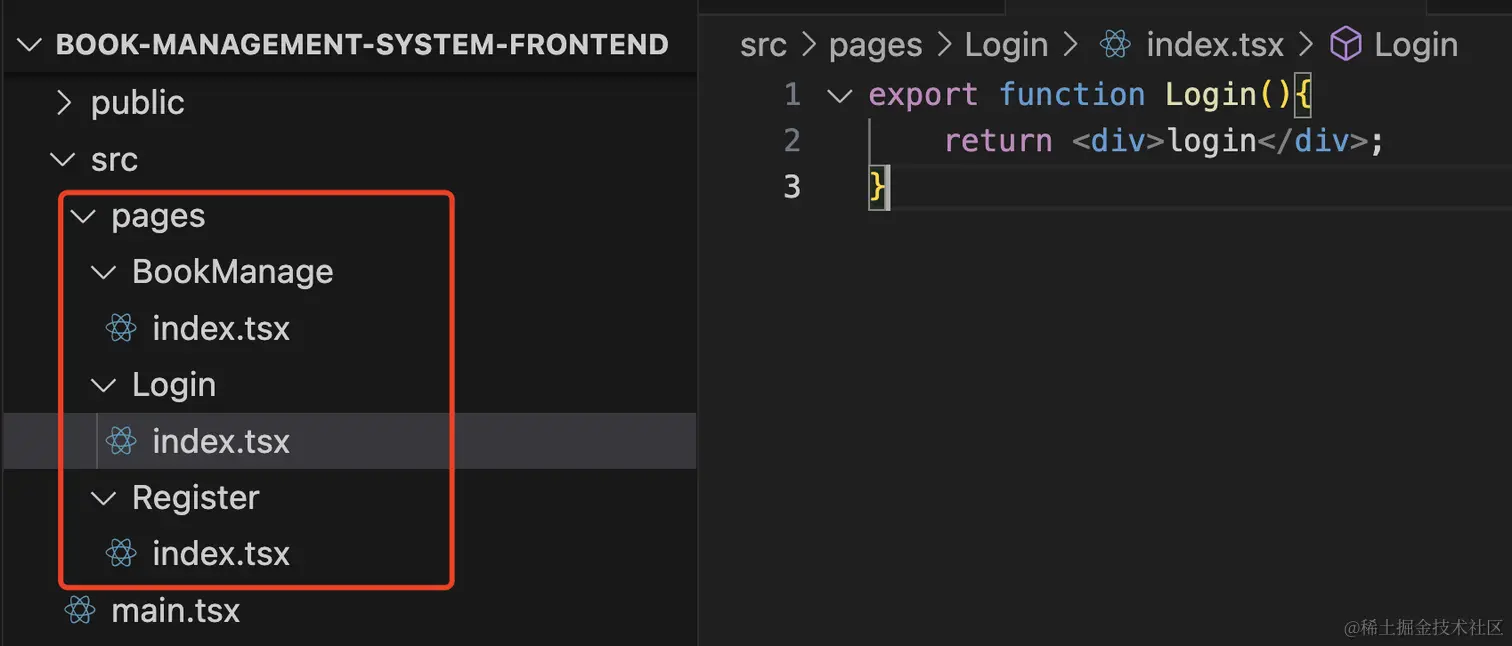 BOOK-MANAGEMENT-SYSTEM-FRONTEND
public
src
pages
BookManage
index.tsx
Login
index.tsx
Register
index.tsx
main.tsx
src > pages > Login > index.tsx > Login
1 export function Login(){
2 return <div>login</div>;
3 }
@稀土掘金技术社区